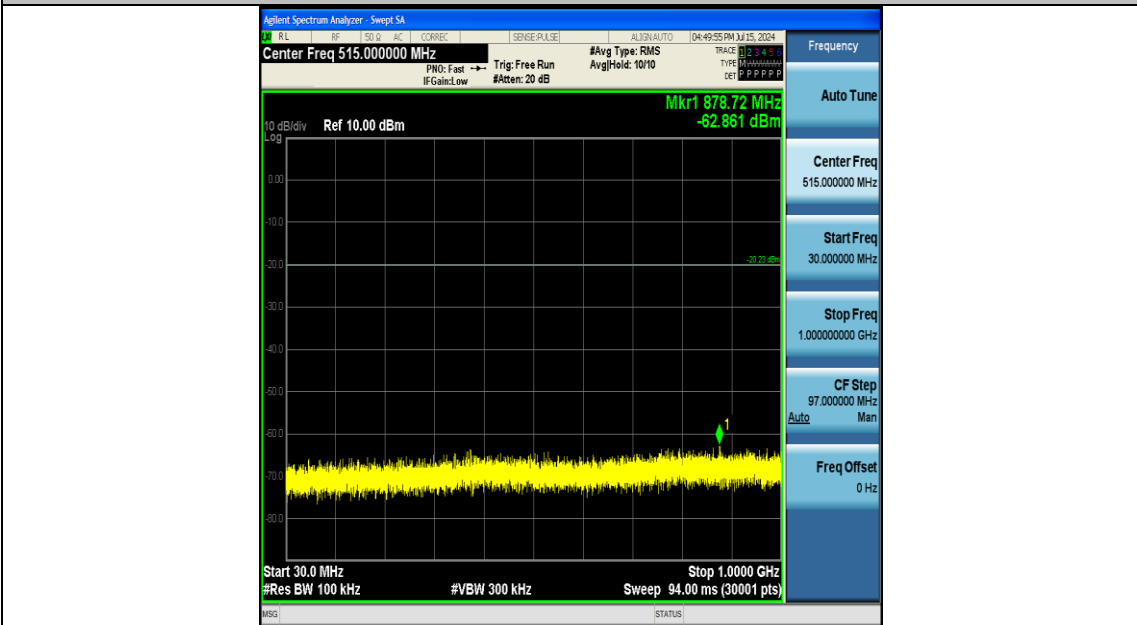 Agilent Spectrum Analyzer - Swept SA
RL RF 50 Ω AC CORREC SENSE:PULSE ALIGNAUTO 04:49:55 PM Jul 15, 2024
Center Freq 515.000000 MHz
PNO: Fast
IFGain:Low
Trig: Free Run
#Atten: 20 dB
#Avg Type: RMS
Avg|Hold: 10/10
TRACE 1 2 3 4 5 6
TYPE
DET P P P P P P
Mkr1 878.72 MHz
-62.861 dBm
10 dB/div Ref 10.00 dBm
Log
0.00
-10.0
-20.0
-20.23 dBm
-30.0
-40.0
-50.0
-60.0
1
-70.0
-80.0
Start 30.0 MHz Stop 1.0000 GHz
#Res BW 100 kHz #VBW 300 kHz Sweep 94.00 ms (30001 pts)
MSG STATUS
Frequency
Auto Tune
Center Freq
515.000000 MHz
Start Freq
30.000000 MHz
Stop Freq
1.000000000 GHz
CF Step
97.000000 MHz
Auto Man
Freq Offset
0 Hz